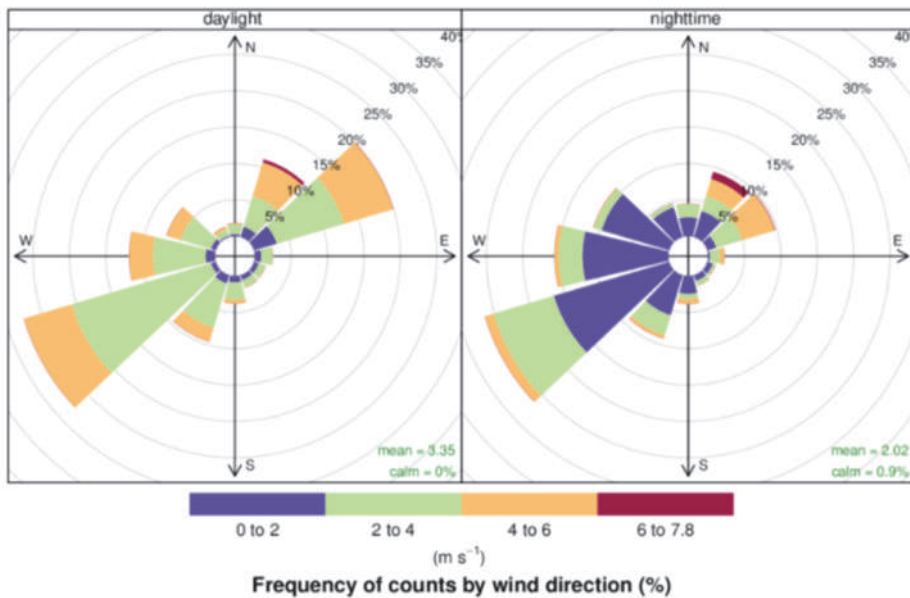 daylight
nighttime
N
40%
35%
30%
25%
20%
15%
10%
5%
W
E
S
mean = 3.35
calm = 0%
N
40
35%
30%
25%
20%
15%
10%
5%
W
E
S
mean = 2.02
calm = 0.9%
0 to 2
2 to 4
4 to 6
6 to 7.8
(m s⁻¹)
Frequency of counts by wind direction (%)